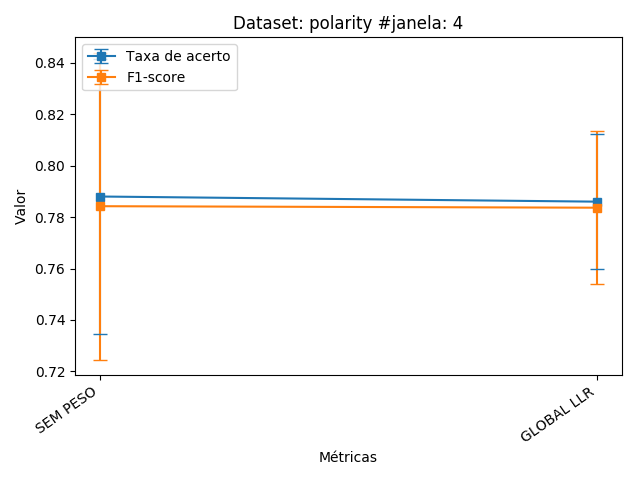 Dataset: polarity #janela: 4
Taxa de acerto
F1-score
0.84
0.82
0.80
0.78
0.76
0.74
0.72
Valor
SEM PESO
GLOBAL LLR
Métricas